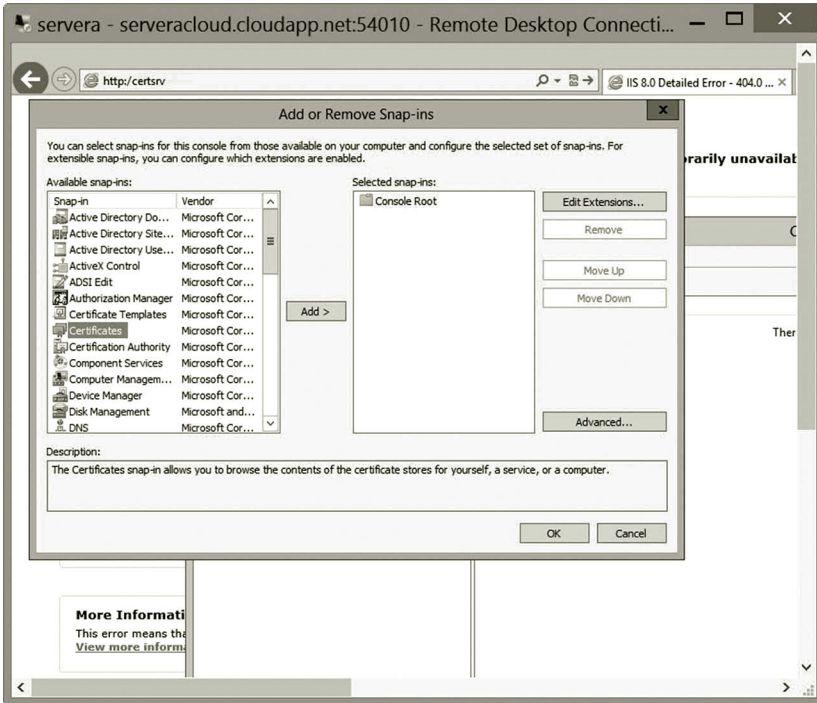 servera - serveracloud.cloudapp.net:54010 - Remote Desktop Connecti...
http:/certsrv
IIS 8.0 Detailed Error - 404.0 ...
Add or Remove Snap-ins
You can select snap-ins for this console from those available on your computer and configure the selected set of snap-ins. For
extensible snap-ins, you can configure which extensions are enabled.
Available snap-ins:
Selected snap-ins:
Snap-in Vendor
Active Directory Do... Microsoft Cor...
Active Directory Site... Microsoft Cor...
Active Directory Use... Microsoft Cor...
ActiveX Control Microsoft Cor...
ADSI Edit Microsoft Cor...
Authorization Manager Microsoft Cor...
Certificate Templates Microsoft Cor...
Certificates Microsoft Cor...
Certification Authority Microsoft Cor...
Component Services Microsoft Cor...
Computer Managem... Microsoft Cor...
Device Manager Microsoft Cor...
Disk Management Microsoft and...
DNS Microsoft Cor...
Add >
Console Root
Edit Extensions...
Remove
Move Up
Move Down
Advanced...
Description:
The Certificates snap-in allows you to browse the contents of the certificate stores for yourself, a service, or a computer.
OK
Cancel
rarily unavailab
C
Ther
More Informati
This error means tha
View more informa